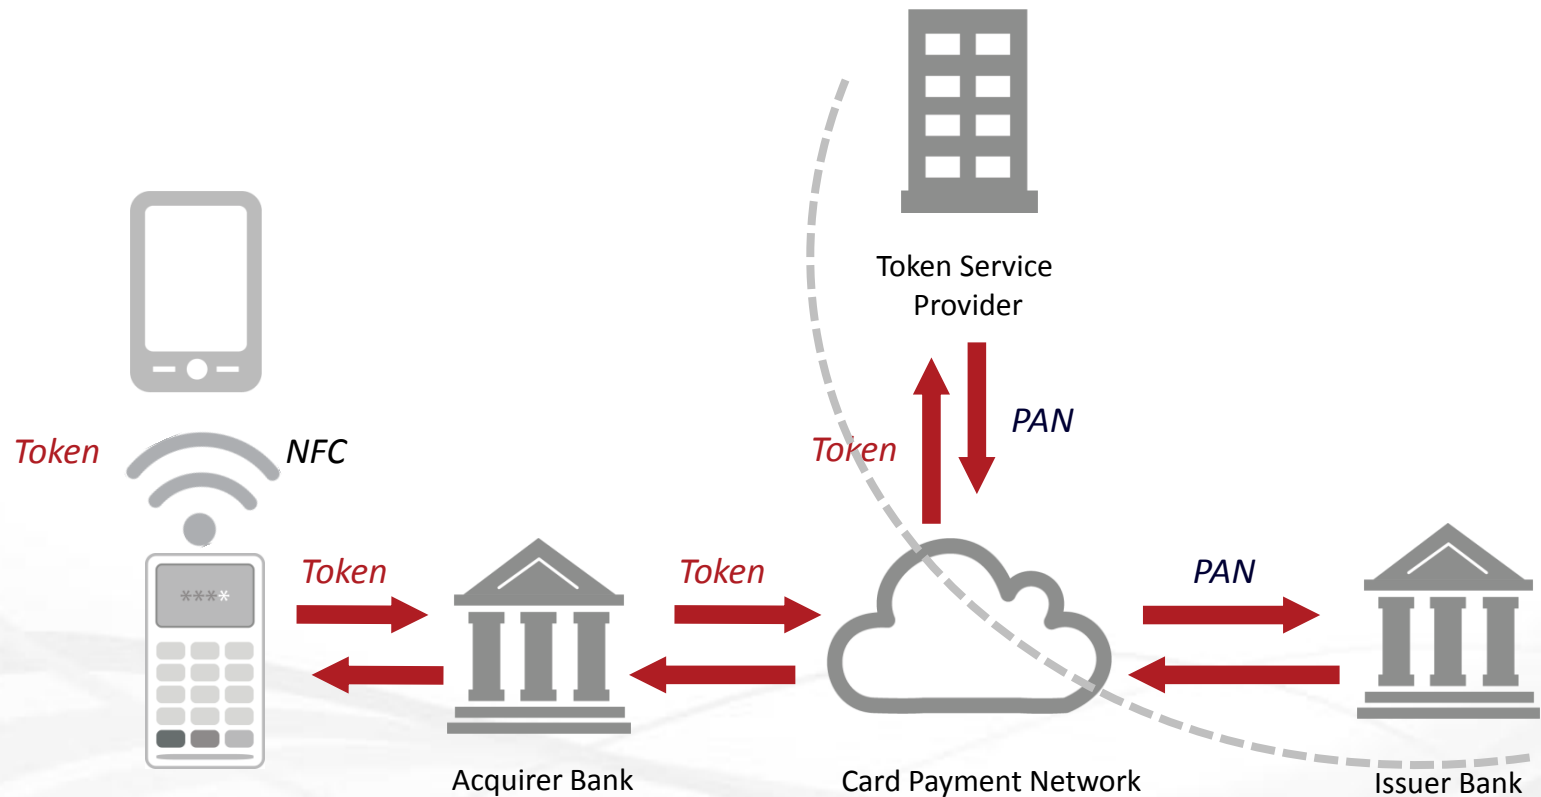 Token Service
Provider
PAN
Token
Token
NFC
Token
Token
PAN
****
Acquirer Bank
Card Payment Network
Issuer Bank